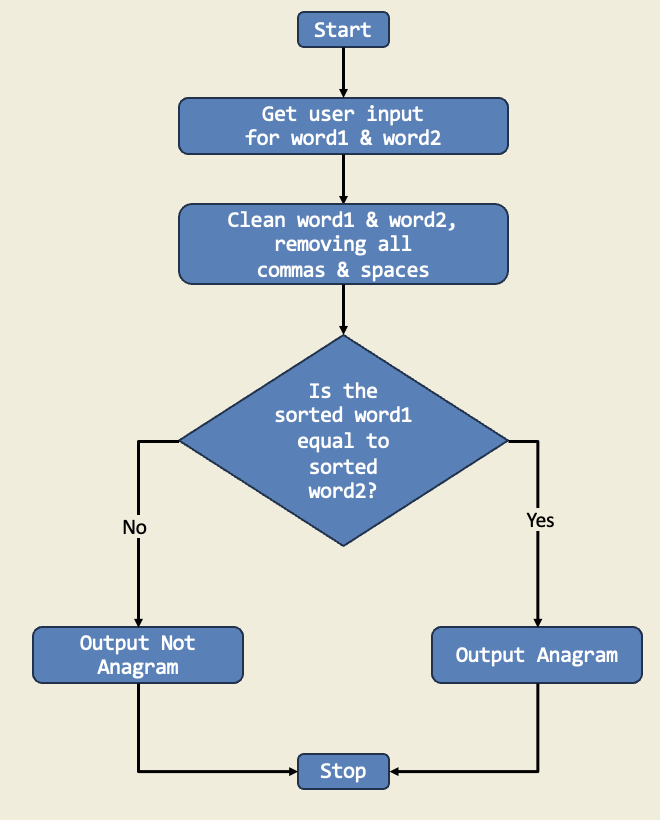 Start
Get user input
for word1 & word2
Clean word1 & word2,
removing all
commas & spaces
Is the
sorted word1
equal to
sorted
word2?
No
Yes
Output Not
Anagram
Output Anagram
Stop